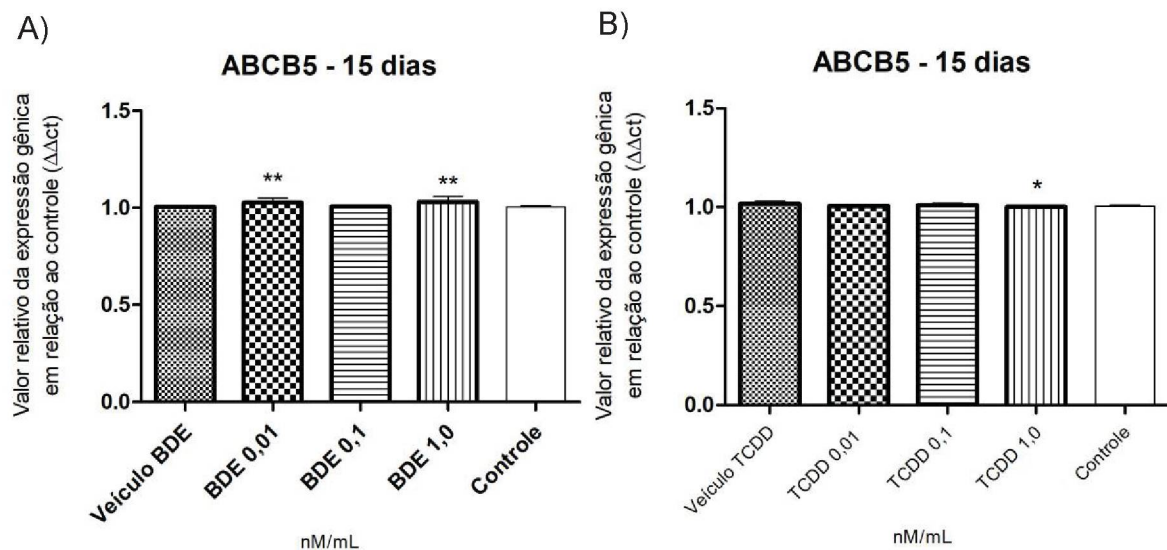 A)
ABCB5 - 15 dias
Valor relativo da expressão gênica
em relação ao controle (ΔΔct)
1.5
1.0
0.5
0.0
**
**
Veículo BDE
BDE 0,01
BDE 0,1
BDE 1,0
Controle
nM/mL
B)
ABCB5 - 15 dias
Valor relativo da expressão gênica
em relação ao controle (ΔΔct)
1.5
1.0
0.5
0.0
*
Veículo TCDD
TCDD 0,01
TCDD 0,1
TCDD 1,0
Controle
nM/mL